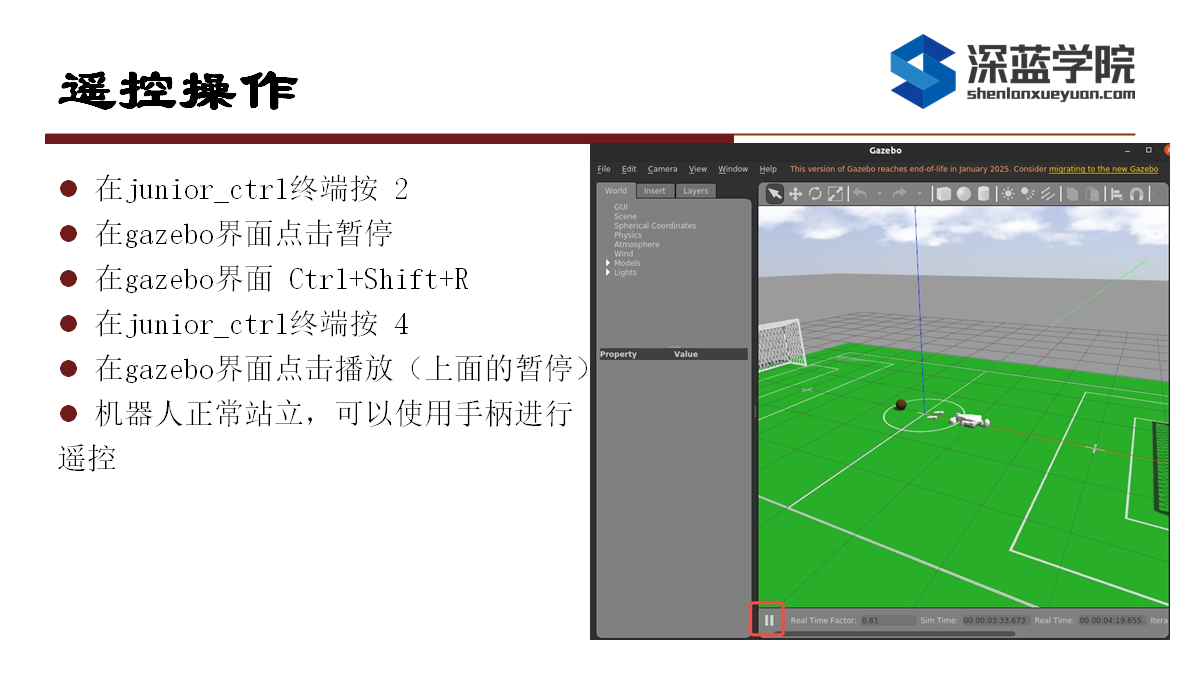 遥控操作
深蓝学院
shenlanxueyuan.com
在junior_ctrl终端按 2
在gazebo界面点击暂停
在gazebo界面 Ctrl+Shift+R
在junior_ctrl终端按 4
在gazebo界面点击播放（上面的暂停）
机器人正常站立，可以使用手柄进行
遥控
Gazebo
File Edit Camera View Window Help This version of Gazebo reaches end-of-life in January 2025. Consider migrating to the new Gazebo
World Insert Layers
GUI
Scene
Spherical Coordinates
Physics
Atmosphere
Wind
Models
Lights
Property Value
Real Time Factor: 0.81 Sim Time: 00 00:03:33.673 Real Time: 00 00:04:19.655 Itera